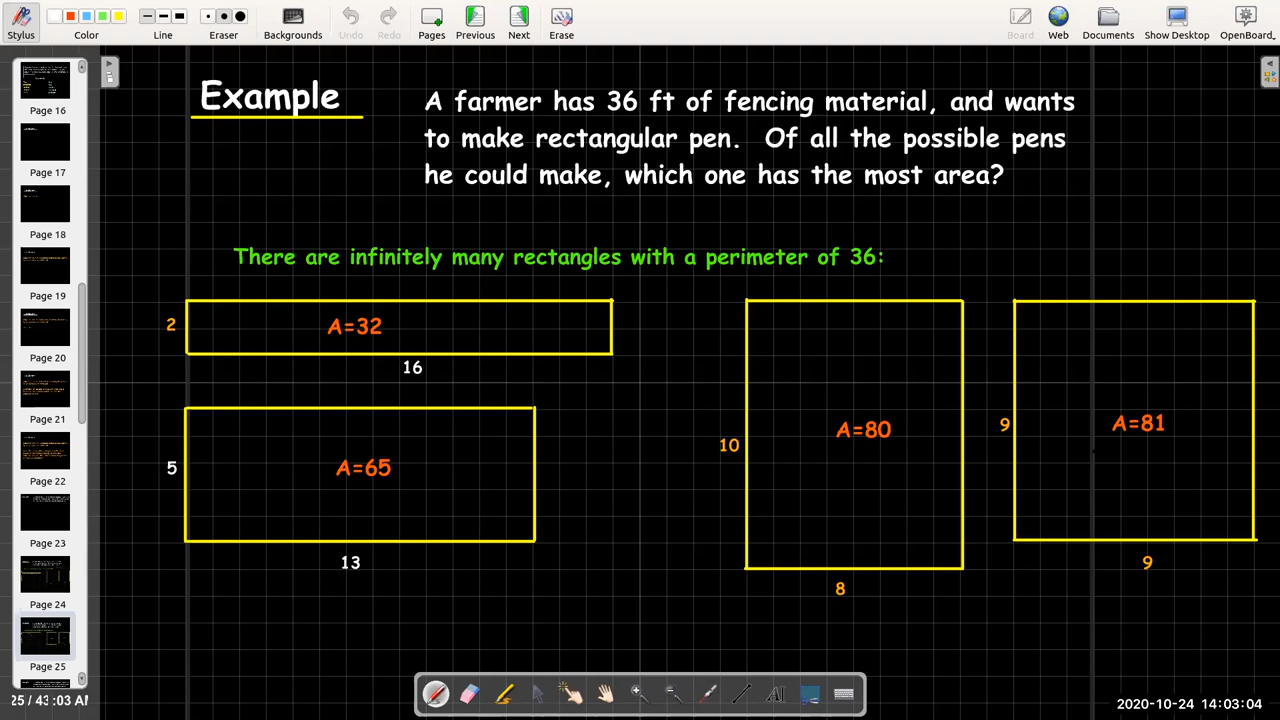 Stylus
Color
Line
Eraser
Backgrounds
Undo
Redo
Pages
Previous
Next
Erase
Board
Web
Documents
Show Desktop
OpenBoard
Page 16
Page 17
Page 18
Page 19
Page 20
Page 21
Page 22
Page 23
Page 24
Page 25
Example
A farmer has 36 ft of fencing material, and wants
to make rectangular pen. Of all the possible pens
he could make, which one has the most area?
There are infinitely many rectangles with a perimeter of 36:
2
A=32
16
5
A=65
13
10
A=80
8
9
A=81
9
25 / 43
:03 AM
2020-10-24 14:03:04